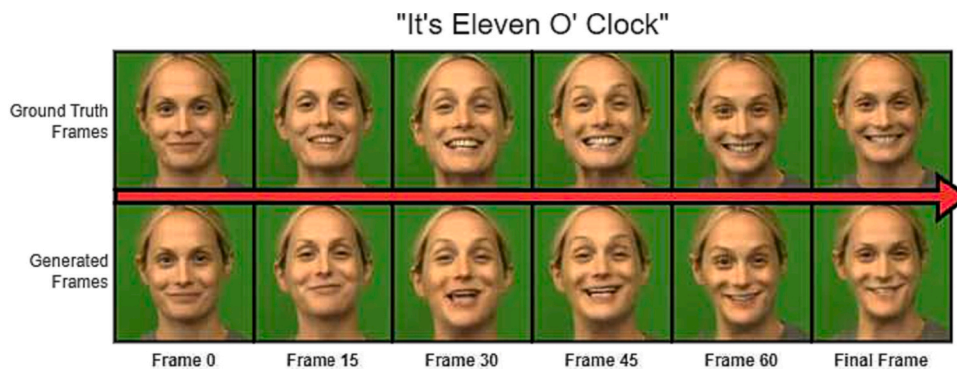 "It's Eleven O' Clock"
Ground Truth
Frames
Generated
Frames
Frame 0 Frame 15 Frame 30 Frame 45 Frame 60 Final Frame